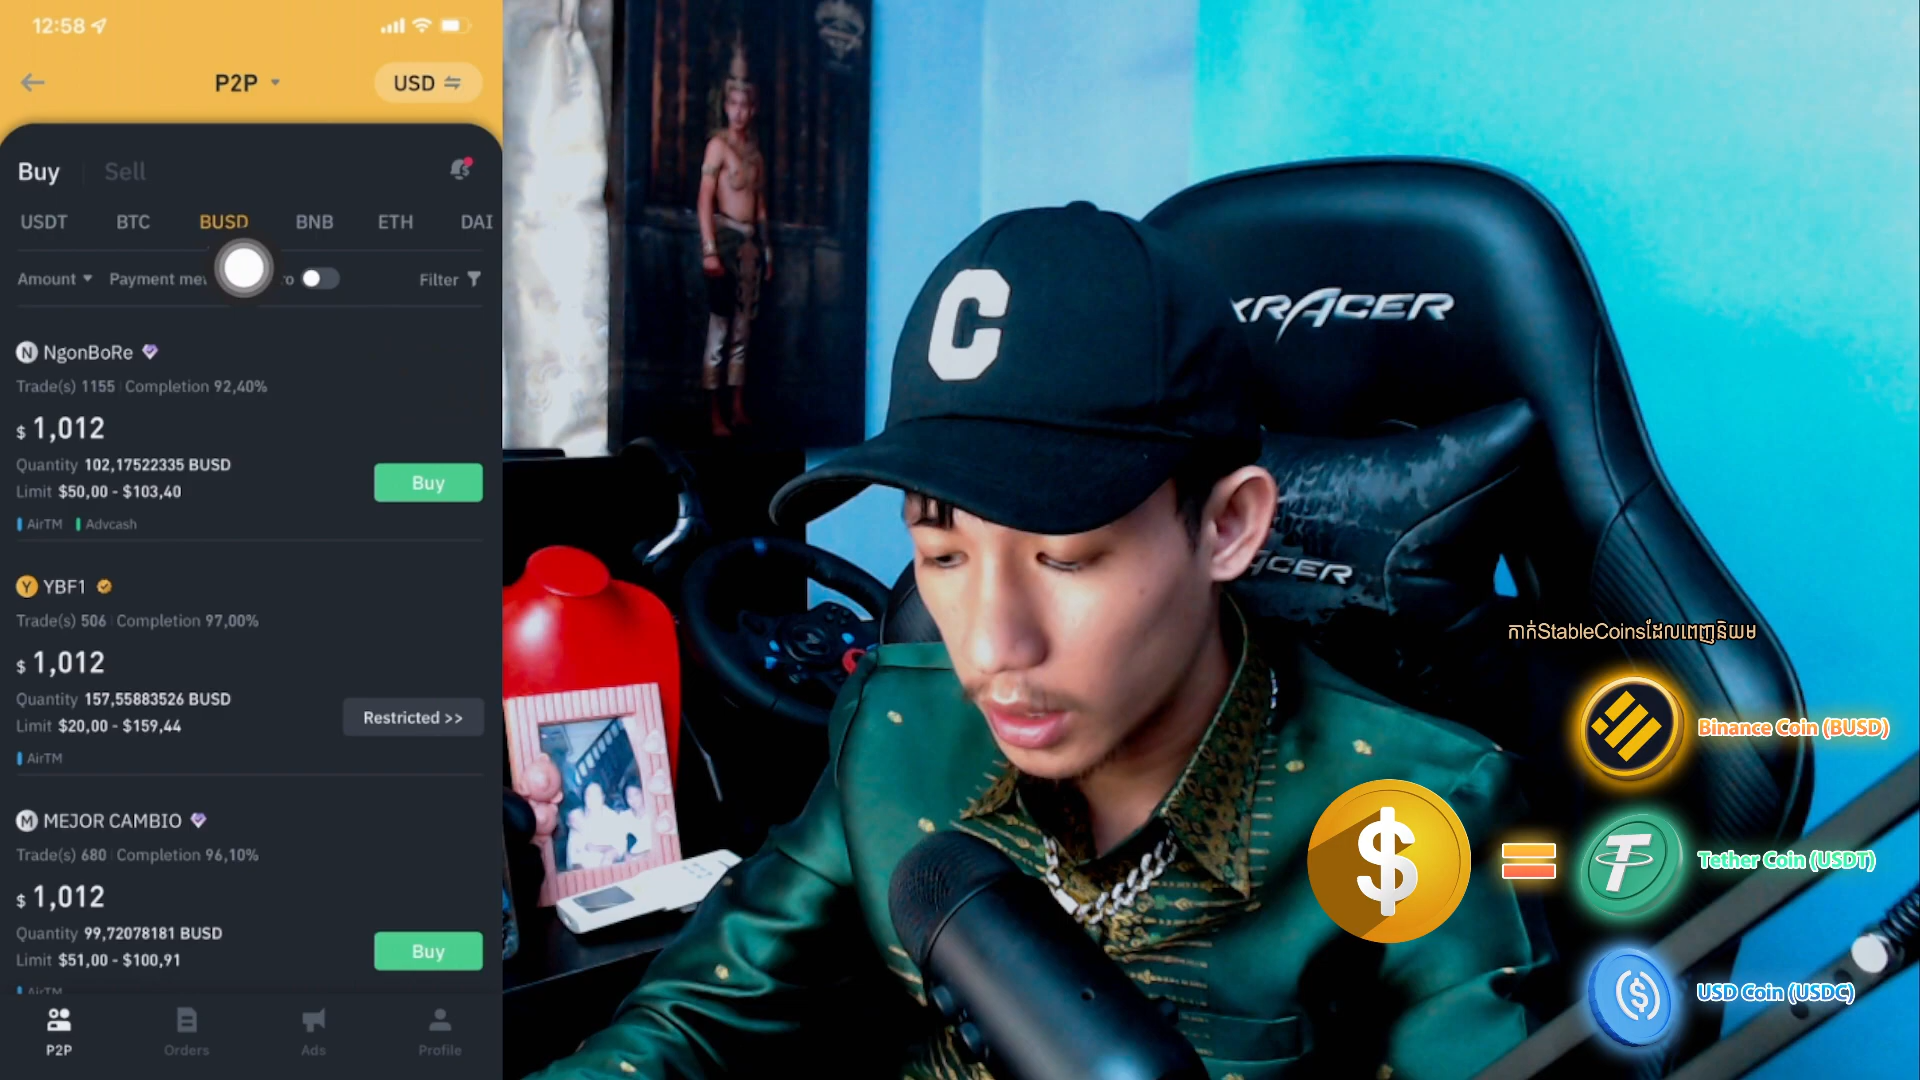 12:58
P2P
USD
Buy
Sell
USDT BTC BUSD BNB ETH DAI
Amount
Filter
N NgonBoRe
Trade(s) 1155 Completion 92,40%
$ 1,012
Quantity 102,17522335 BUSD
Limit $50,00 - $103,40
Buy
AirTM Advcash
Y YBF1
Trade(s) 506 Completion 97,00%
$ 1,012
Quantity 157,55883526 BUSD
Limit $20,00 - $159,44
Restricted >>
AirTM
M MEJOR CAMBIO
Trade(s) 680 Completion 96,10%
$ 1,012
Quantity 99,72078181 BUSD
Limit $51,00 - $100,91
Buy
AirTM
P2P
Orders
Ads
Profile
C
XRACER
កាក់StableCoinsដែលពេញនិយម
Binance Coin (BUSD)
$
Tether Coin (USDT)
USD Coin (USDC)